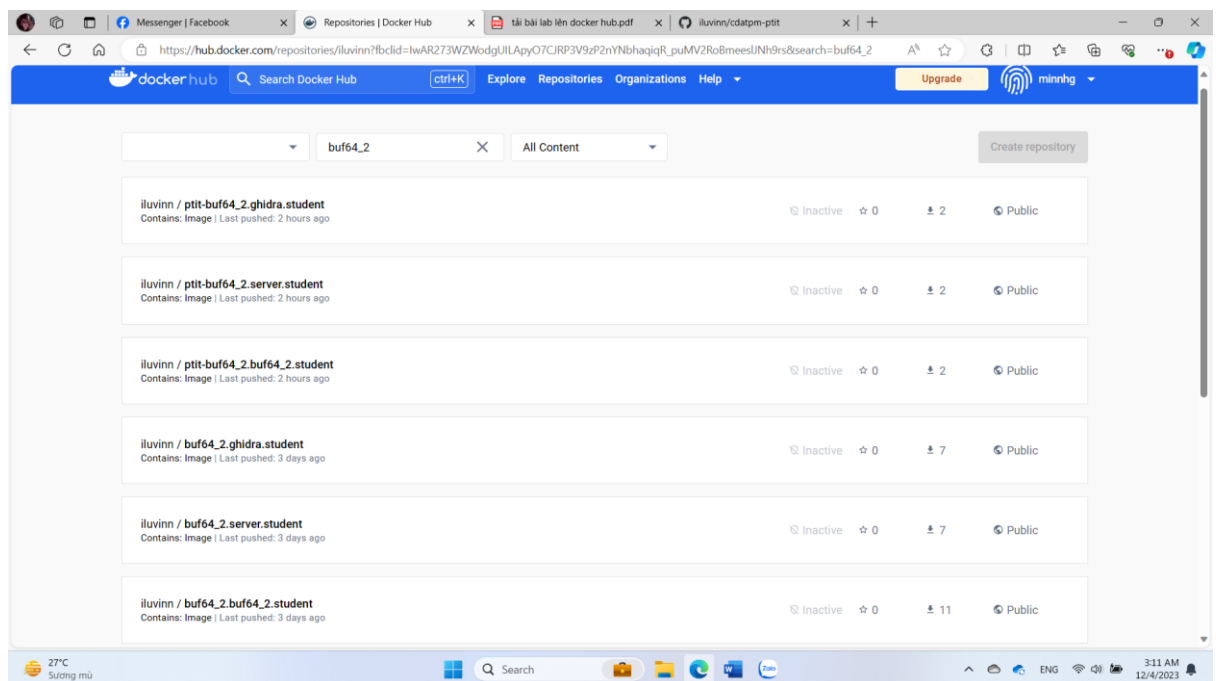 Messenger | Facebook
Repositories | Docker Hub
tải bài lab lên docker hub.pdf
iluvinn/cdatpm-ptit
https://hub.docker.com/repositories/iluvinn?fbclid=IwAR273WZWodgUILApyO7CJRP3V9zP2nYNbhaqiqR_puMV2RoBmeeslJNh9rs&search=buf64_2
dockerhub Search Docker Hub ctrl+K Explore Repositories Organizations Help Upgrade minnhg
buf64_2 All Content Create repository
iluvinn / ptit-buf64_2.ghidra.student
Contains: Image | Last pushed: 2 hours ago
Inactive 0 2 Public
iluvinn / ptit-buf64_2.server.student
Contains: Image | Last pushed: 2 hours ago
Inactive 0 2 Public
iluvinn / ptit-buf64_2.buf64_2.student
Contains: Image | Last pushed: 2 hours ago
Inactive 0 2 Public
iluvinn / buf64_2.ghidra.student
Contains: Image | Last pushed: 3 days ago
Inactive 0 7 Public
iluvinn / buf64_2.server.student
Contains: Image | Last pushed: 3 days ago
Inactive 0 7 Public
iluvinn / buf64_2.buf64_2.student
Contains: Image | Last pushed: 3 days ago
Inactive 0 11 Public
27°C
Sương mù
Search
Zalo
ENG
3:11 AM
12/4/2023